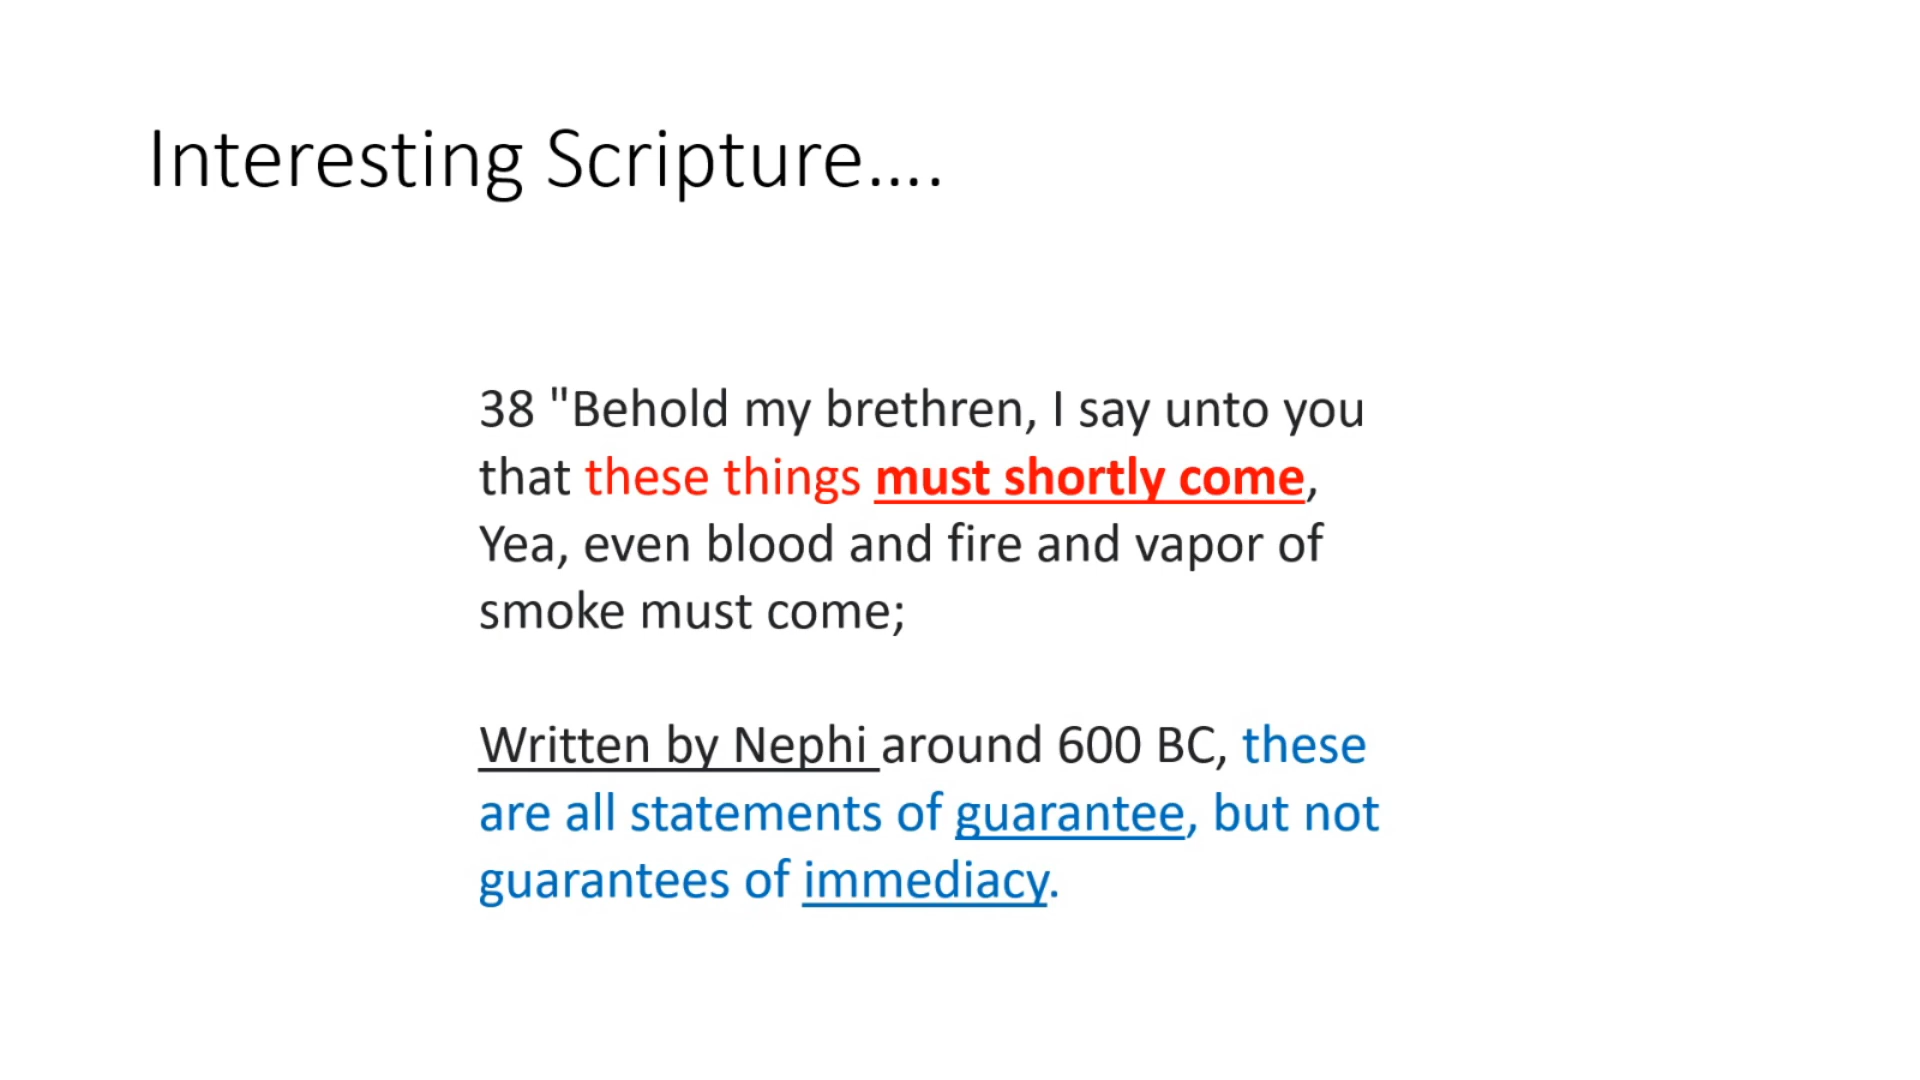 Interesting Scripture….
38 "Behold my brethren, I say unto you
that these things must shortly come,
Yea, even blood and fire and vapor of
smoke must come;
Written by Nephi around 600 BC, these
are all statements of guarantee, but not
guarantees of immediacy.